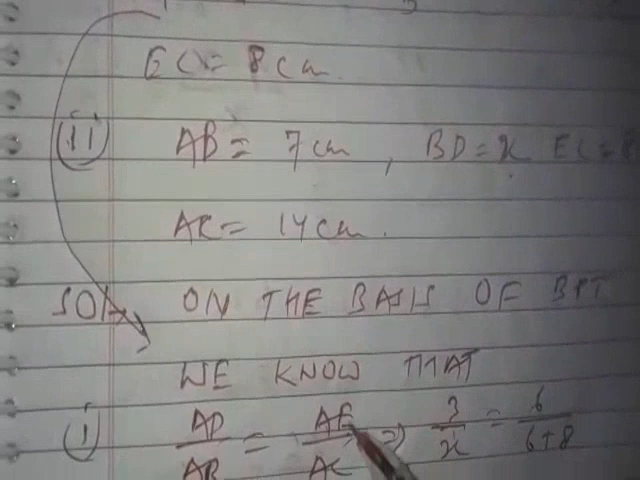 EC = 8 cm
(ii) AB = 7 cm, BD = x EC =
AC = 14 cm.
SOL ON THE BASIS OF BPT
WE KNOW THAT
(i) AD/AB = AE/AC ⇒ 3/x = 6/6+8